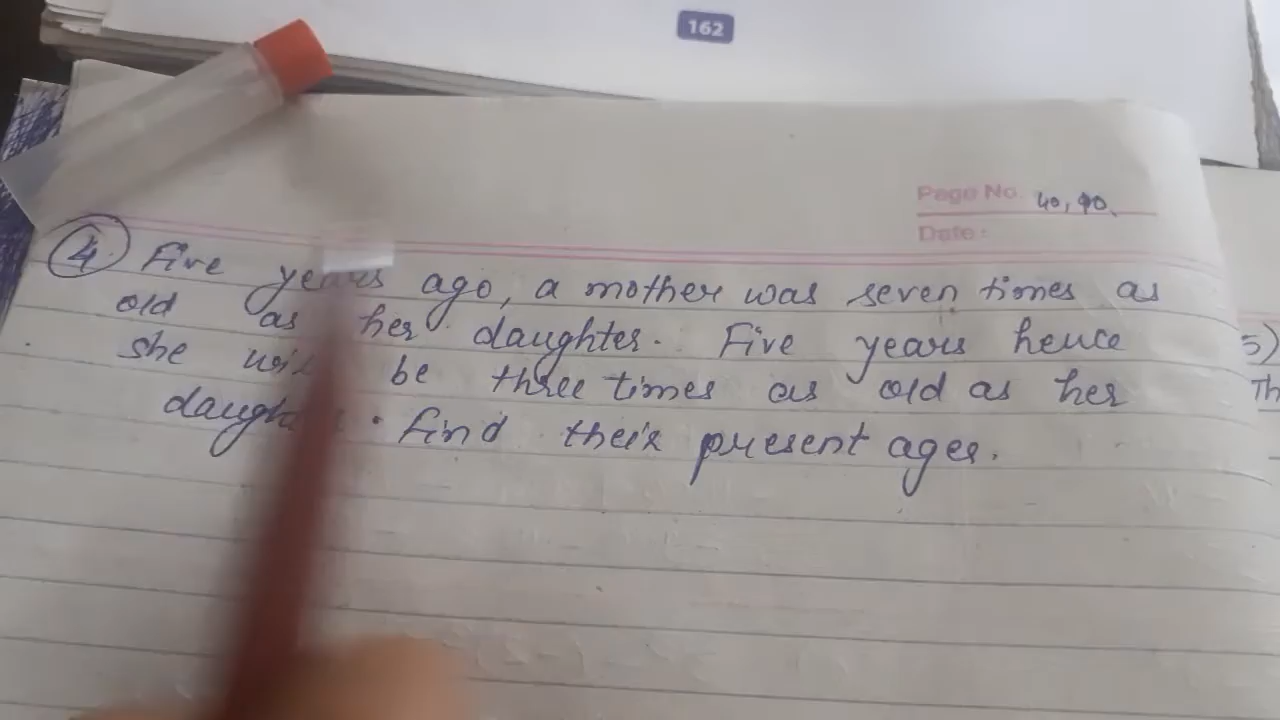 162
Page No. 40, 90.
Date:
4 Five years ago, a mother was seven times as
old as her daughter. Five years hence
she be three times as old as her
. find their present ages.
5)
Th